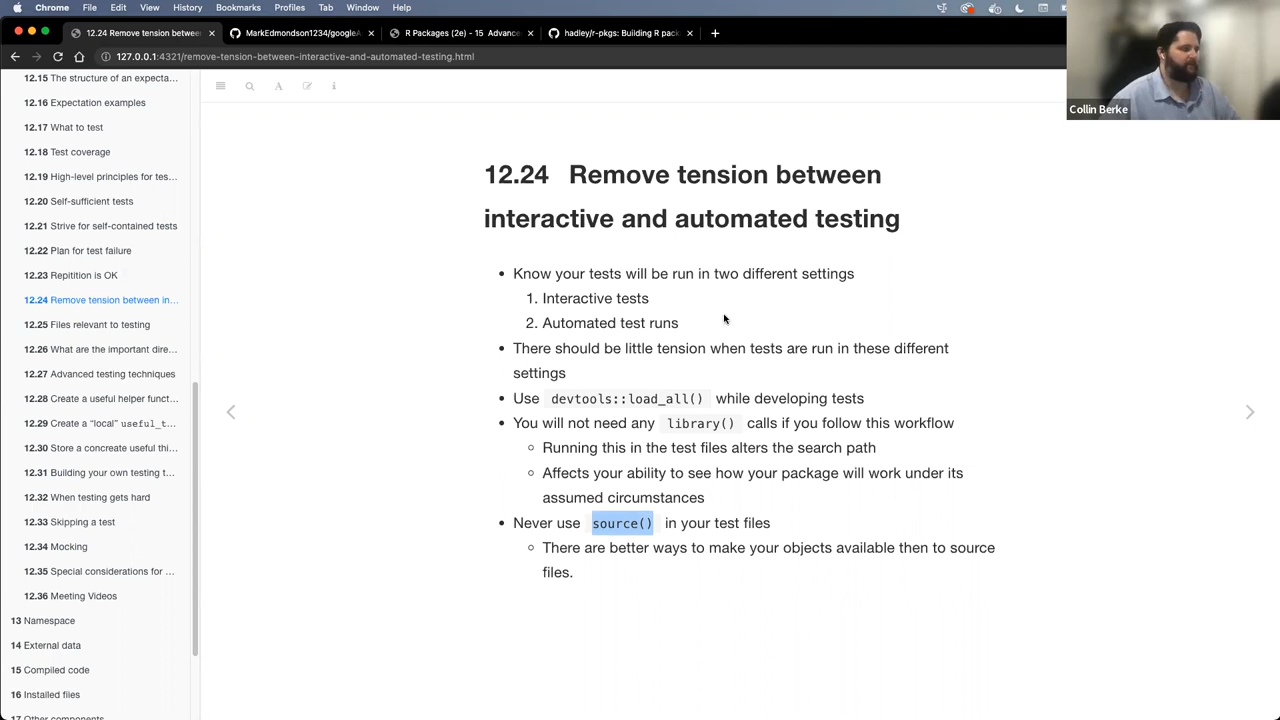 Chrome File Edit View History Bookmarks Profiles Tab Window Help
12.24 Remove tension betwee
MarkEdmondson1234/googleA
R Packages (2e) - 15 Advance
hadley/r-pkgs: Building R pack
127.0.0.1:4321/remove-tension-between-interactive-and-automated-testing.html
Collin Berke
12.15 The structure of an expecta…
12.16 Expectation examples
12.17 What to test
12.18 Test coverage
12.19 High-level principles for tes…
12.20 Self-sufficient tests
12.21 Strive for self-contained tests
12.22 Plan for test failure
12.23 Repitition is OK
12.24 Remove tension between in…
12.25 Files relevant to testing
12.26 What are the important dire…
12.27 Advanced testing techniques
12.28 Create a useful helper funct…
12.29 Create a “local” useful_t…
12.30 Store a concreate useful thi…
12.31 Building your own testing t…
12.32 When testing gets hard
12.33 Skipping a test
12.34 Mocking
12.35 Special considerations for …
12.36 Meeting Videos
13 Namespace
14 External data
15 Compiled code
16 Installed files
17 Other components
12.24 Remove tension between
interactive and automated testing
• Know your tests will be run in two different settings
1. Interactive tests
2. Automated test runs
• There should be little tension when tests are run in these different
settings
• Use devtools::load_all() while developing tests
• You will not need any library() calls if you follow this workflow
◦ Running this in the test files alters the search path
◦ Affects your ability to see how your package will work under its
assumed circumstances
• Never use source() in your test files
◦ There are better ways to make your objects available then to source
files.